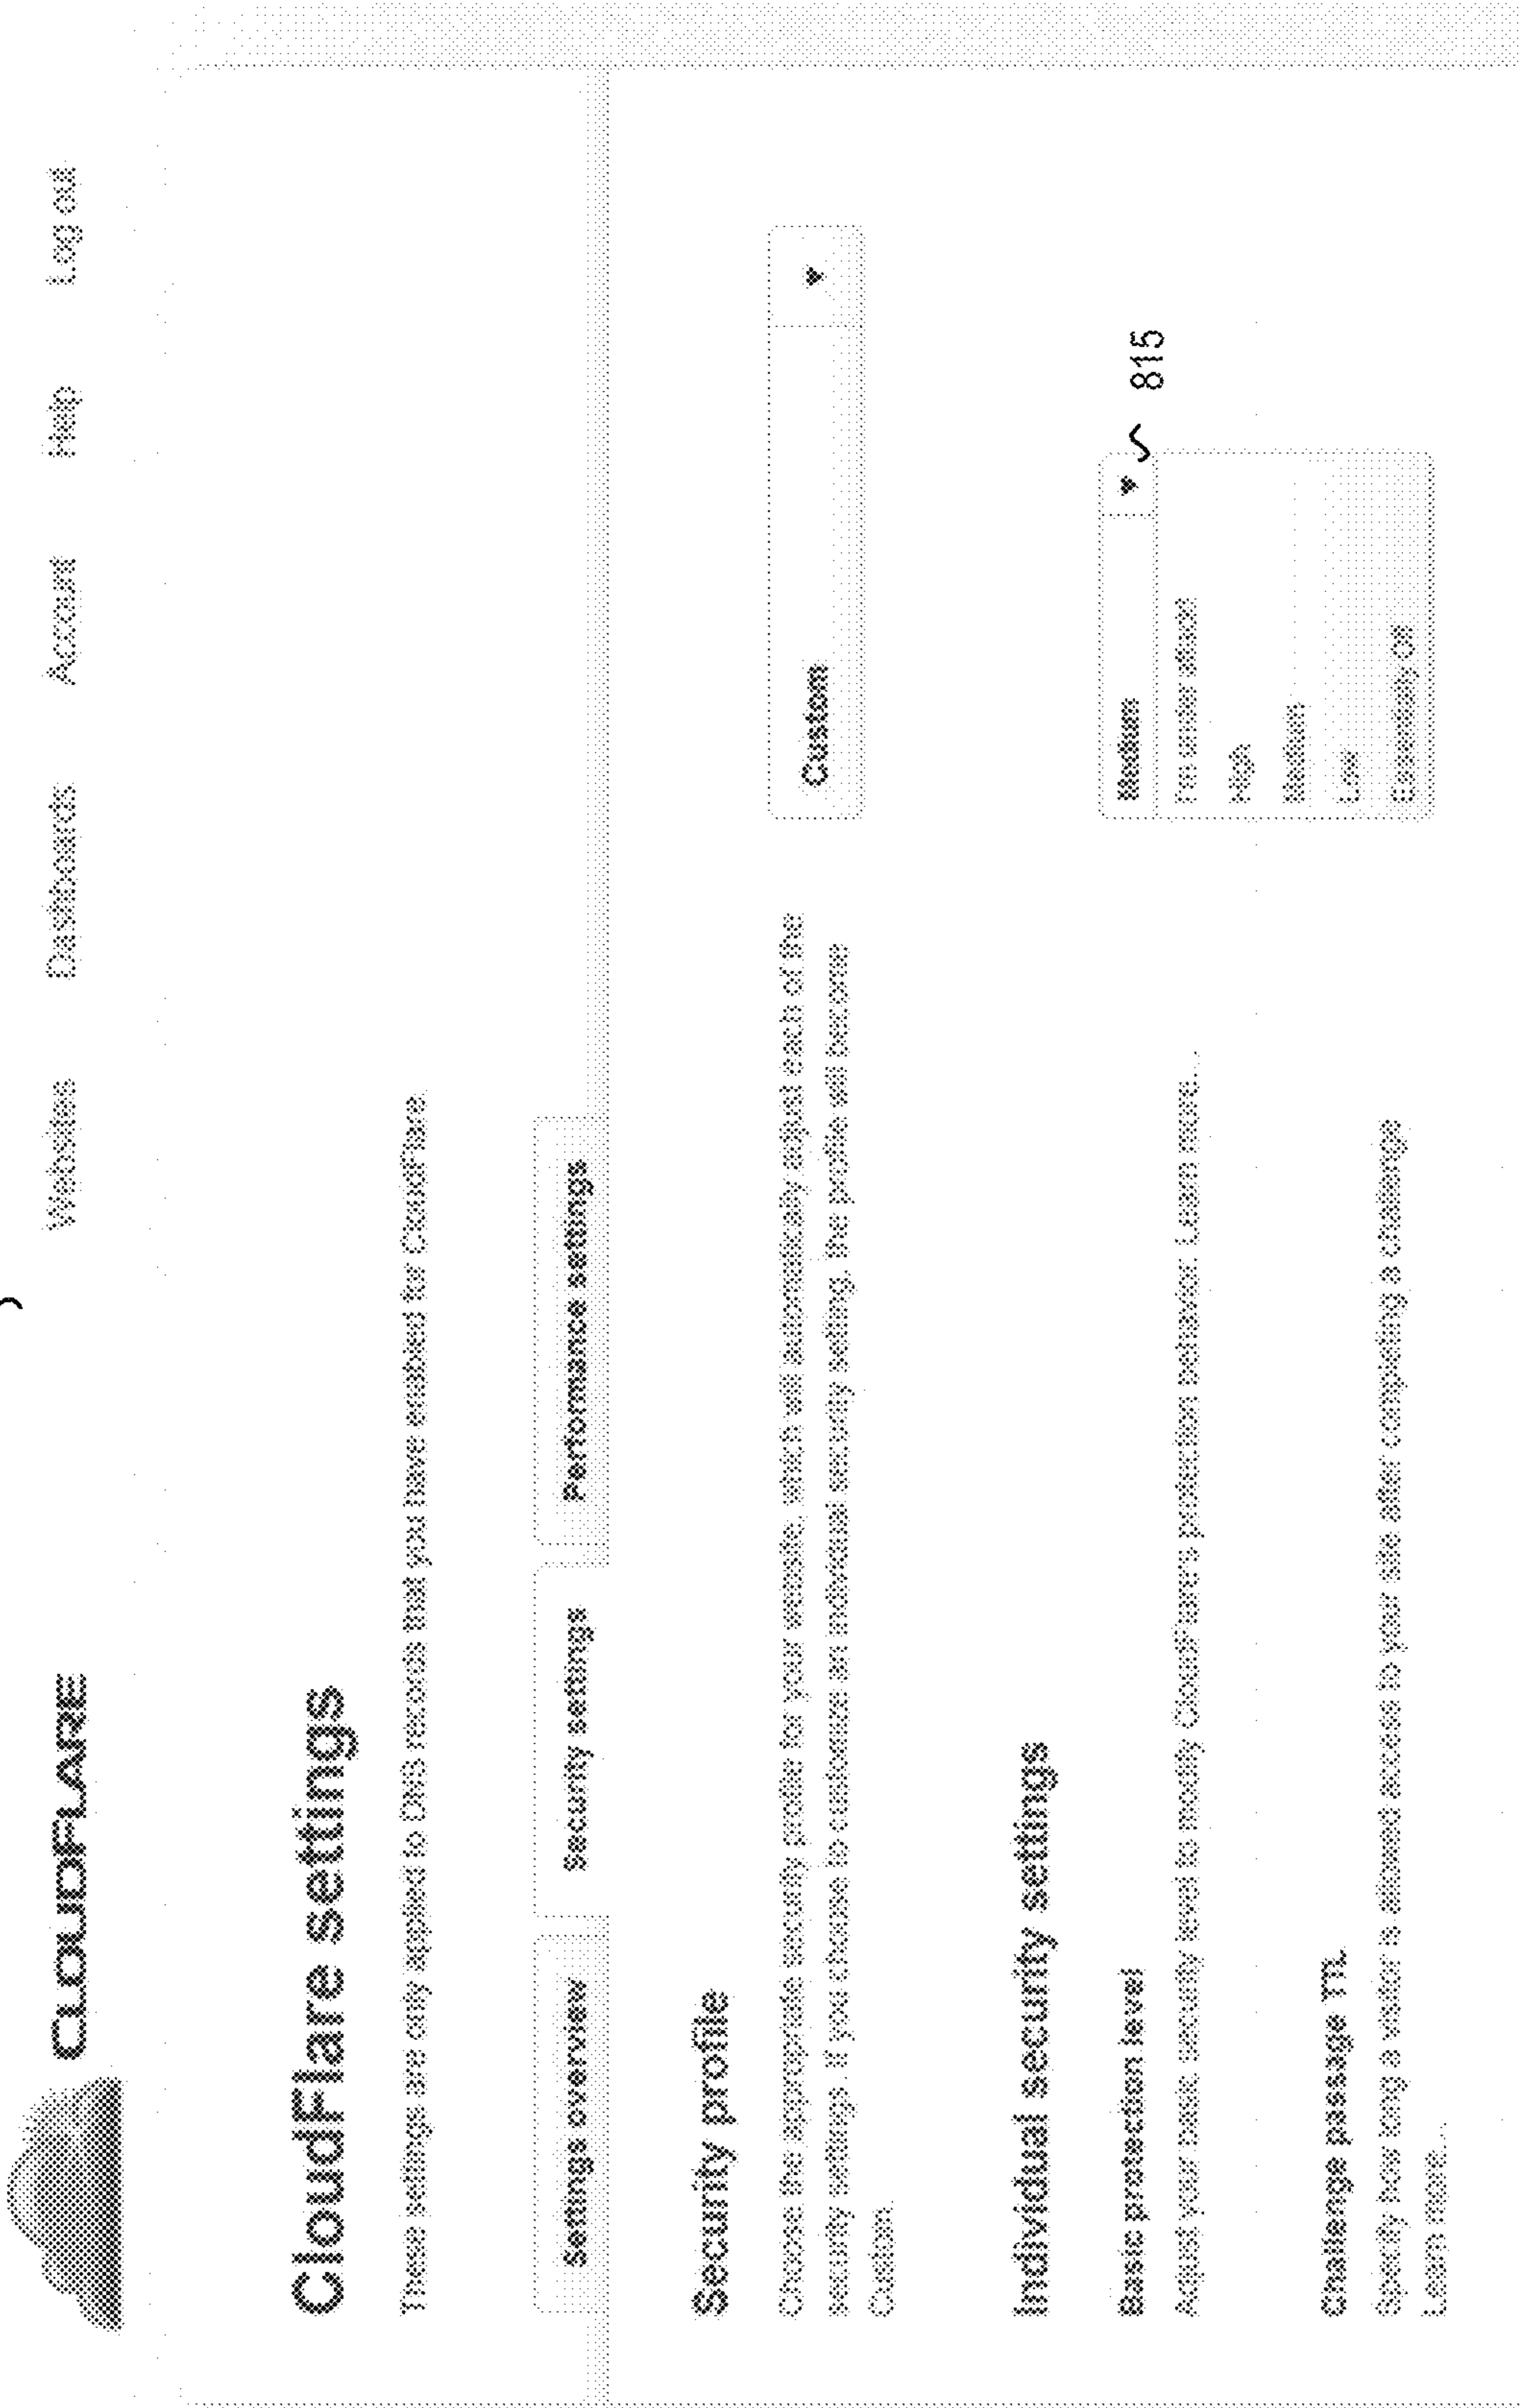 CLOUDFLARE
Websites Dashboards Account Help Log out
CloudFlare settings
These settings are only applied to DNS records that you have enabled for CloudFlare.
Settings overview Security settings Performance settings
Security profile
Choose the appropriate security profile for your website, which will automatically adjust each of the
security settings. If you choose to customize an individual security setting, the profile will become
Custom.
Custom
Individual security settings
Basic protection level
Adjust your basic security level to modify CloudFlare's protection behavior. Learn more...
Medium
815
I'm under attack!
High
Medium
Low
Essentially Off
Challenge passage TTL
Specify how long a visitor is allowed access to your site after completing a challenge
Learn more...